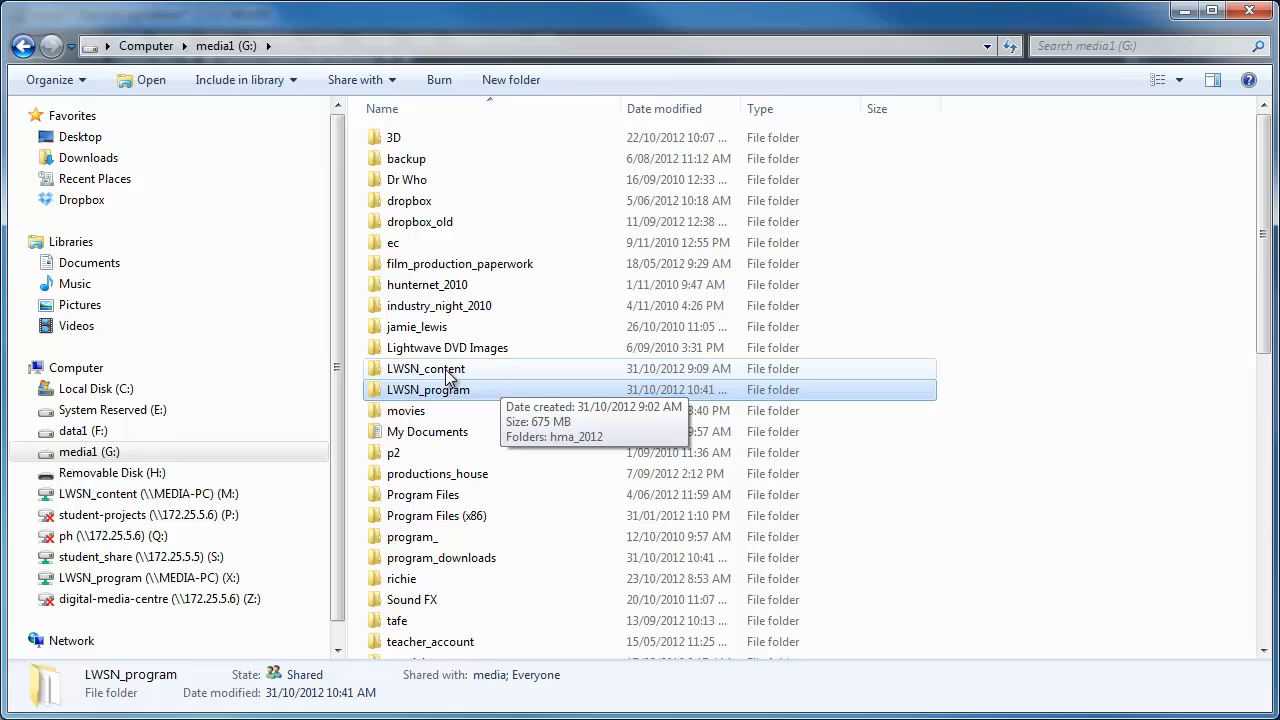 Computer ▸ media1 (G:) ▸
Search media1 (G:)
Organize Open Include in library Share with Burn New folder
Name Date modified Type Size
Favorites
Desktop
Downloads
Recent Places
Dropbox
Libraries
Documents
Music
Pictures
Videos
Computer
Local Disk (C:)
System Reserved (E:)
data1 (F:)
media1 (G:)
Removable Disk (H:)
LWSN_content (\\MEDIA-PC) (M:)
student-projects (\\172.25.5.6) (P:)
ph (\\172.25.5.6) (Q:)
student_share (\\172.25.5.5) (S:)
LWSN_program (\\MEDIA-PC) (X:)
digital-media-centre (\\172.25.5.6) (Z:)
Network
3D 22/10/2012 10:07 ... File folder
backup 6/08/2012 11:12 AM File folder
Dr Who 16/09/2010 12:33 ... File folder
dropbox 5/06/2012 10:18 AM File folder
dropbox_old 11/09/2012 12:38 ... File folder
ec 9/11/2010 12:55 PM File folder
film_production_paperwork 18/05/2012 9:29 AM File folder
hunternet_2010 1/11/2010 9:47 AM File folder
industry_night_2010 4/11/2010 4:26 PM File folder
jamie_lewis 26/10/2010 11:05 ... File folder
Lightwave DVD Images 6/09/2010 3:31 PM File folder
LWSN_content 31/10/2012 9:09 AM File folder
LWSN_program 31/10/2012 10:41 ... File folder
movies 3:40 PM File folder
My Documents 9:57 AM File folder
p2 1/09/2010 11:36 AM File folder
productions_house 7/09/2012 2:12 PM File folder
Program Files 4/06/2012 11:59 AM File folder
Program Files (x86) 31/01/2012 1:10 PM File folder
program_ 12/10/2010 9:57 AM File folder
program_downloads 31/10/2012 10:41 ... File folder
richie 23/10/2012 8:53 AM File folder
Sound FX 20/10/2010 11:07 ... File folder
tafe 13/09/2012 10:13 ... File folder
teacher_account 15/05/2012 11:25 ... File folder
Date created: 31/10/2012 9:02 AM
Size: 675 MB
Folders: hma_2012
LWSN_program State: Shared Shared with: media; Everyone
File folder Date modified: 31/10/2012 10:41 AM